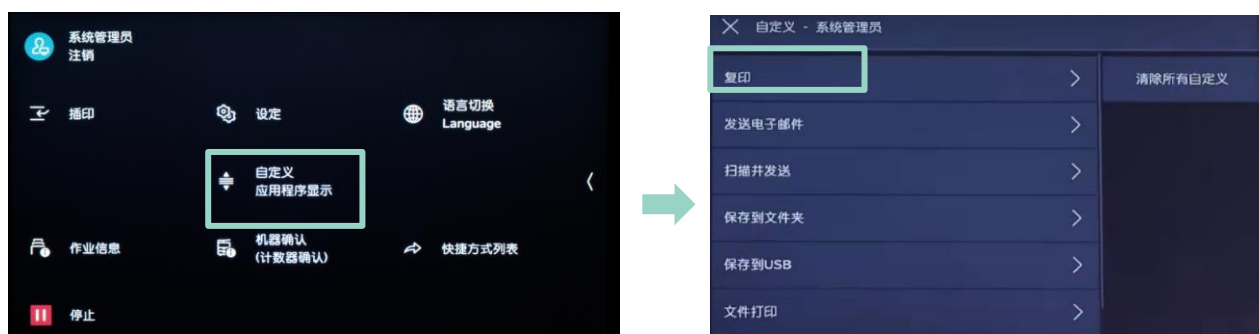 系统管理员
注销
插印
设定
语言切换
Language
自定义
应用程序显示
作业信息
机器确认
(计数器确认)
快捷方式列表
停止
自定义 - 系统管理员
复印
清除所有自定义
发送电子邮件
扫描并发送
保存到文件夹
保存到USB
文件打印